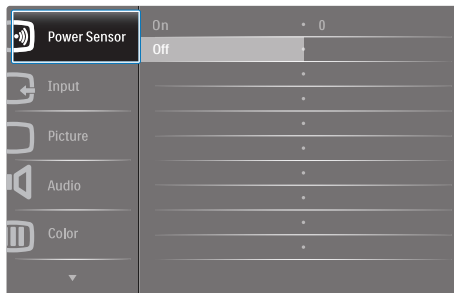 Power Sensor
On • 0
Off •
Input
Picture
Audio
Color